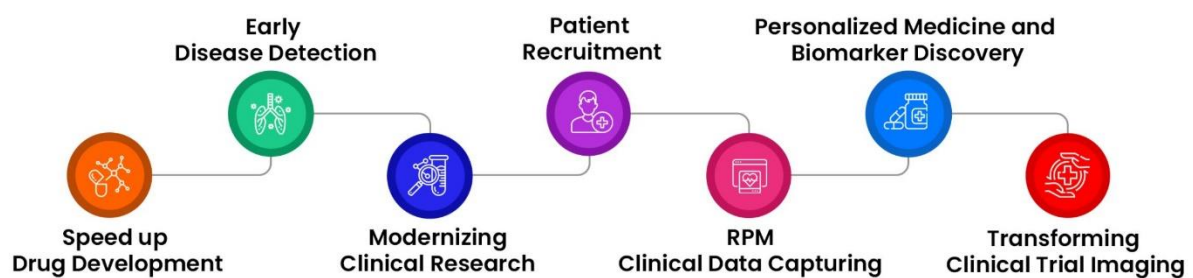 Early
Disease Detection
Patient
Recruitment
Personalized Medicine and
Biomarker Discovery
Speed up
Drug Development
Modernizing
Clinical Research
RPM
Clinical Data Capturing
Transforming
Clinical Trial Imaging